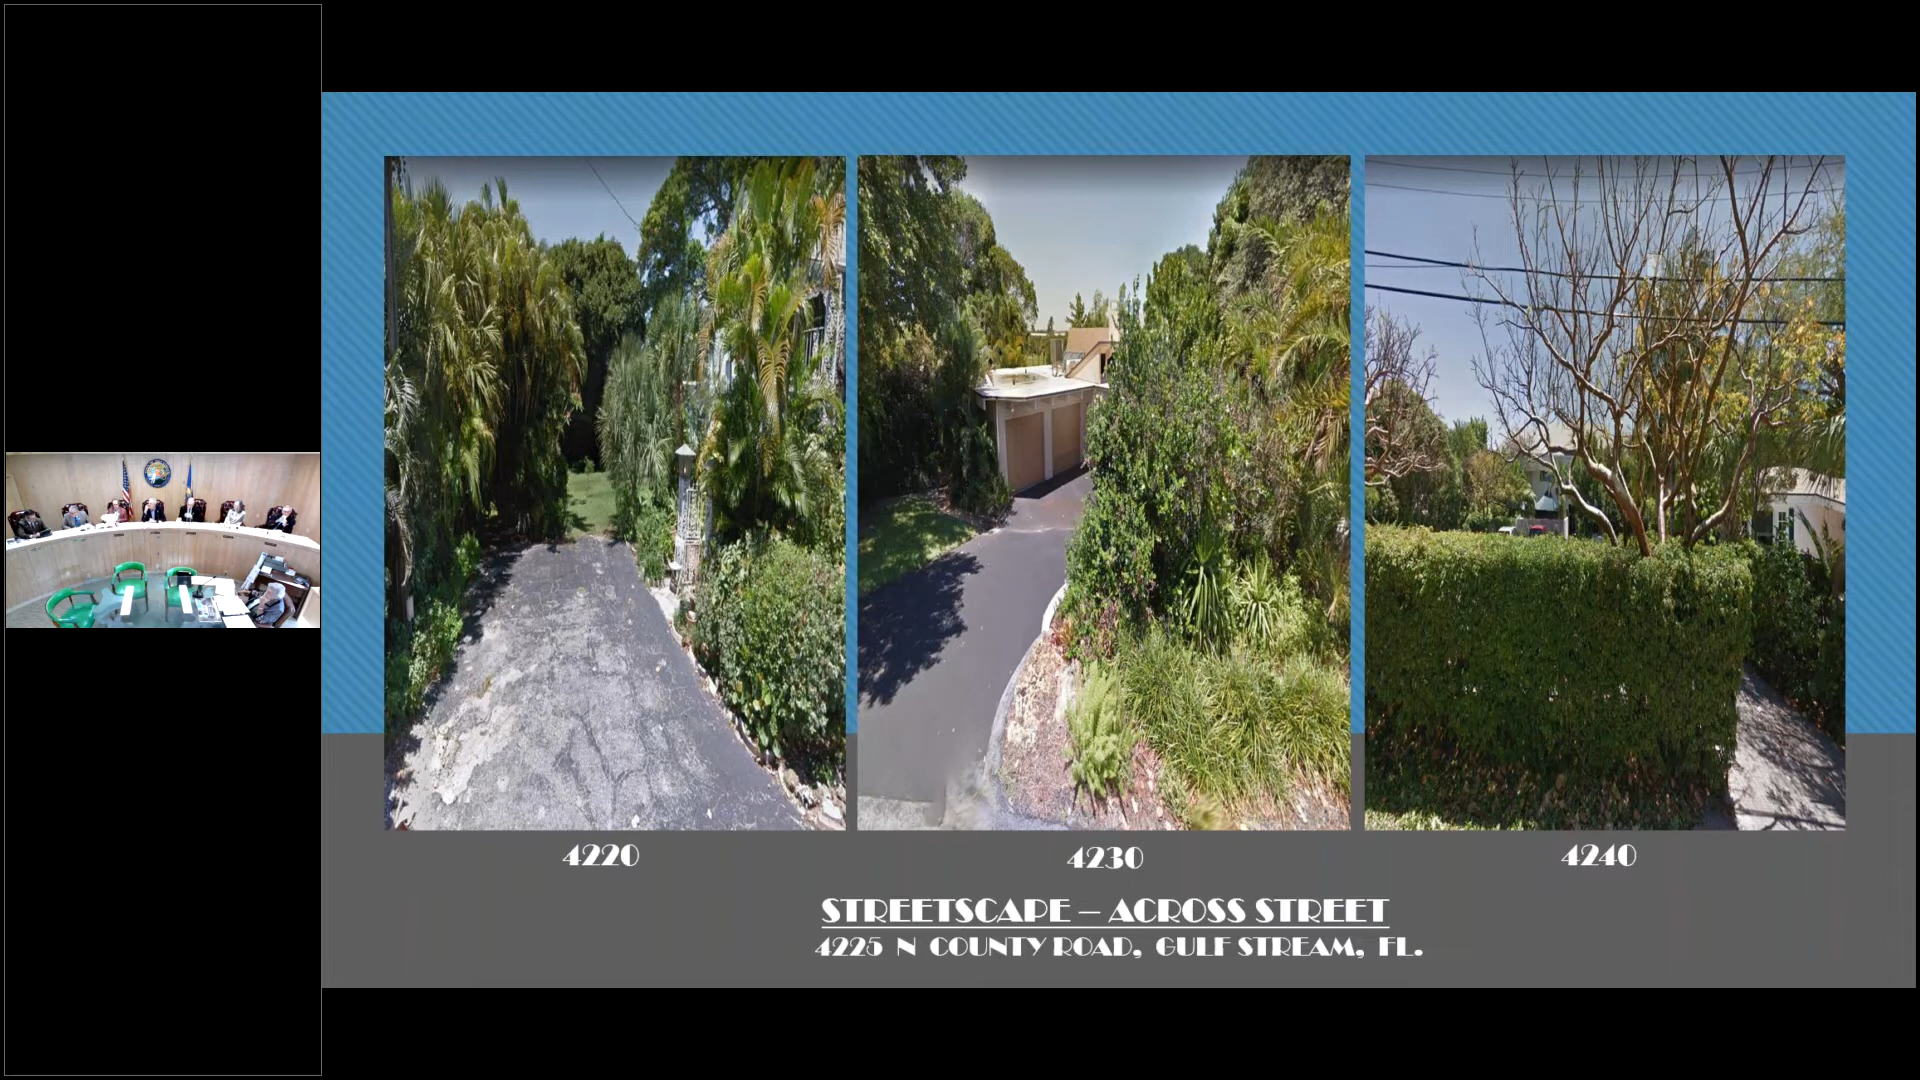 4220
4230
4240
STREETSCAPE – ACROSS STREET
4225 N COUNTY ROAD, GULF STREAM, FL.